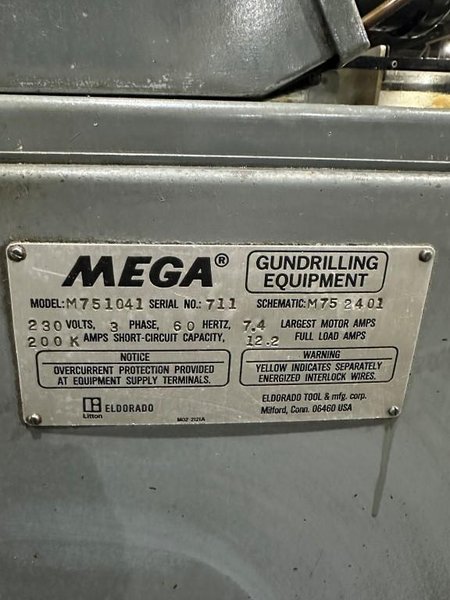 MEGA® GUNDRILLING
EQUIPMENT
MODEL: M751041 SERIAL NO.: 711 SCHEMATIC: M75 2401
230 VOLTS, 3 PHASE, 60 HERTZ, 7.4 LARGEST MOTOR AMPS
200 K AMPS SHORT-CIRCUIT CAPACITY, 12.2 FULL LOAD AMPS
NOTICE
OVERCURRENT PROTECTION PROVIDED
AT EQUIPMENT SUPPLY TERMINALS.
WARNING
YELLOW INDICATES SEPARATELY
ENERGIZED INTERLOCK WIRES.
ELDORADO
Litton
M02-2121A
ELDORADO TOOL & mfg. corp.
Milford, Conn. 06460 USA